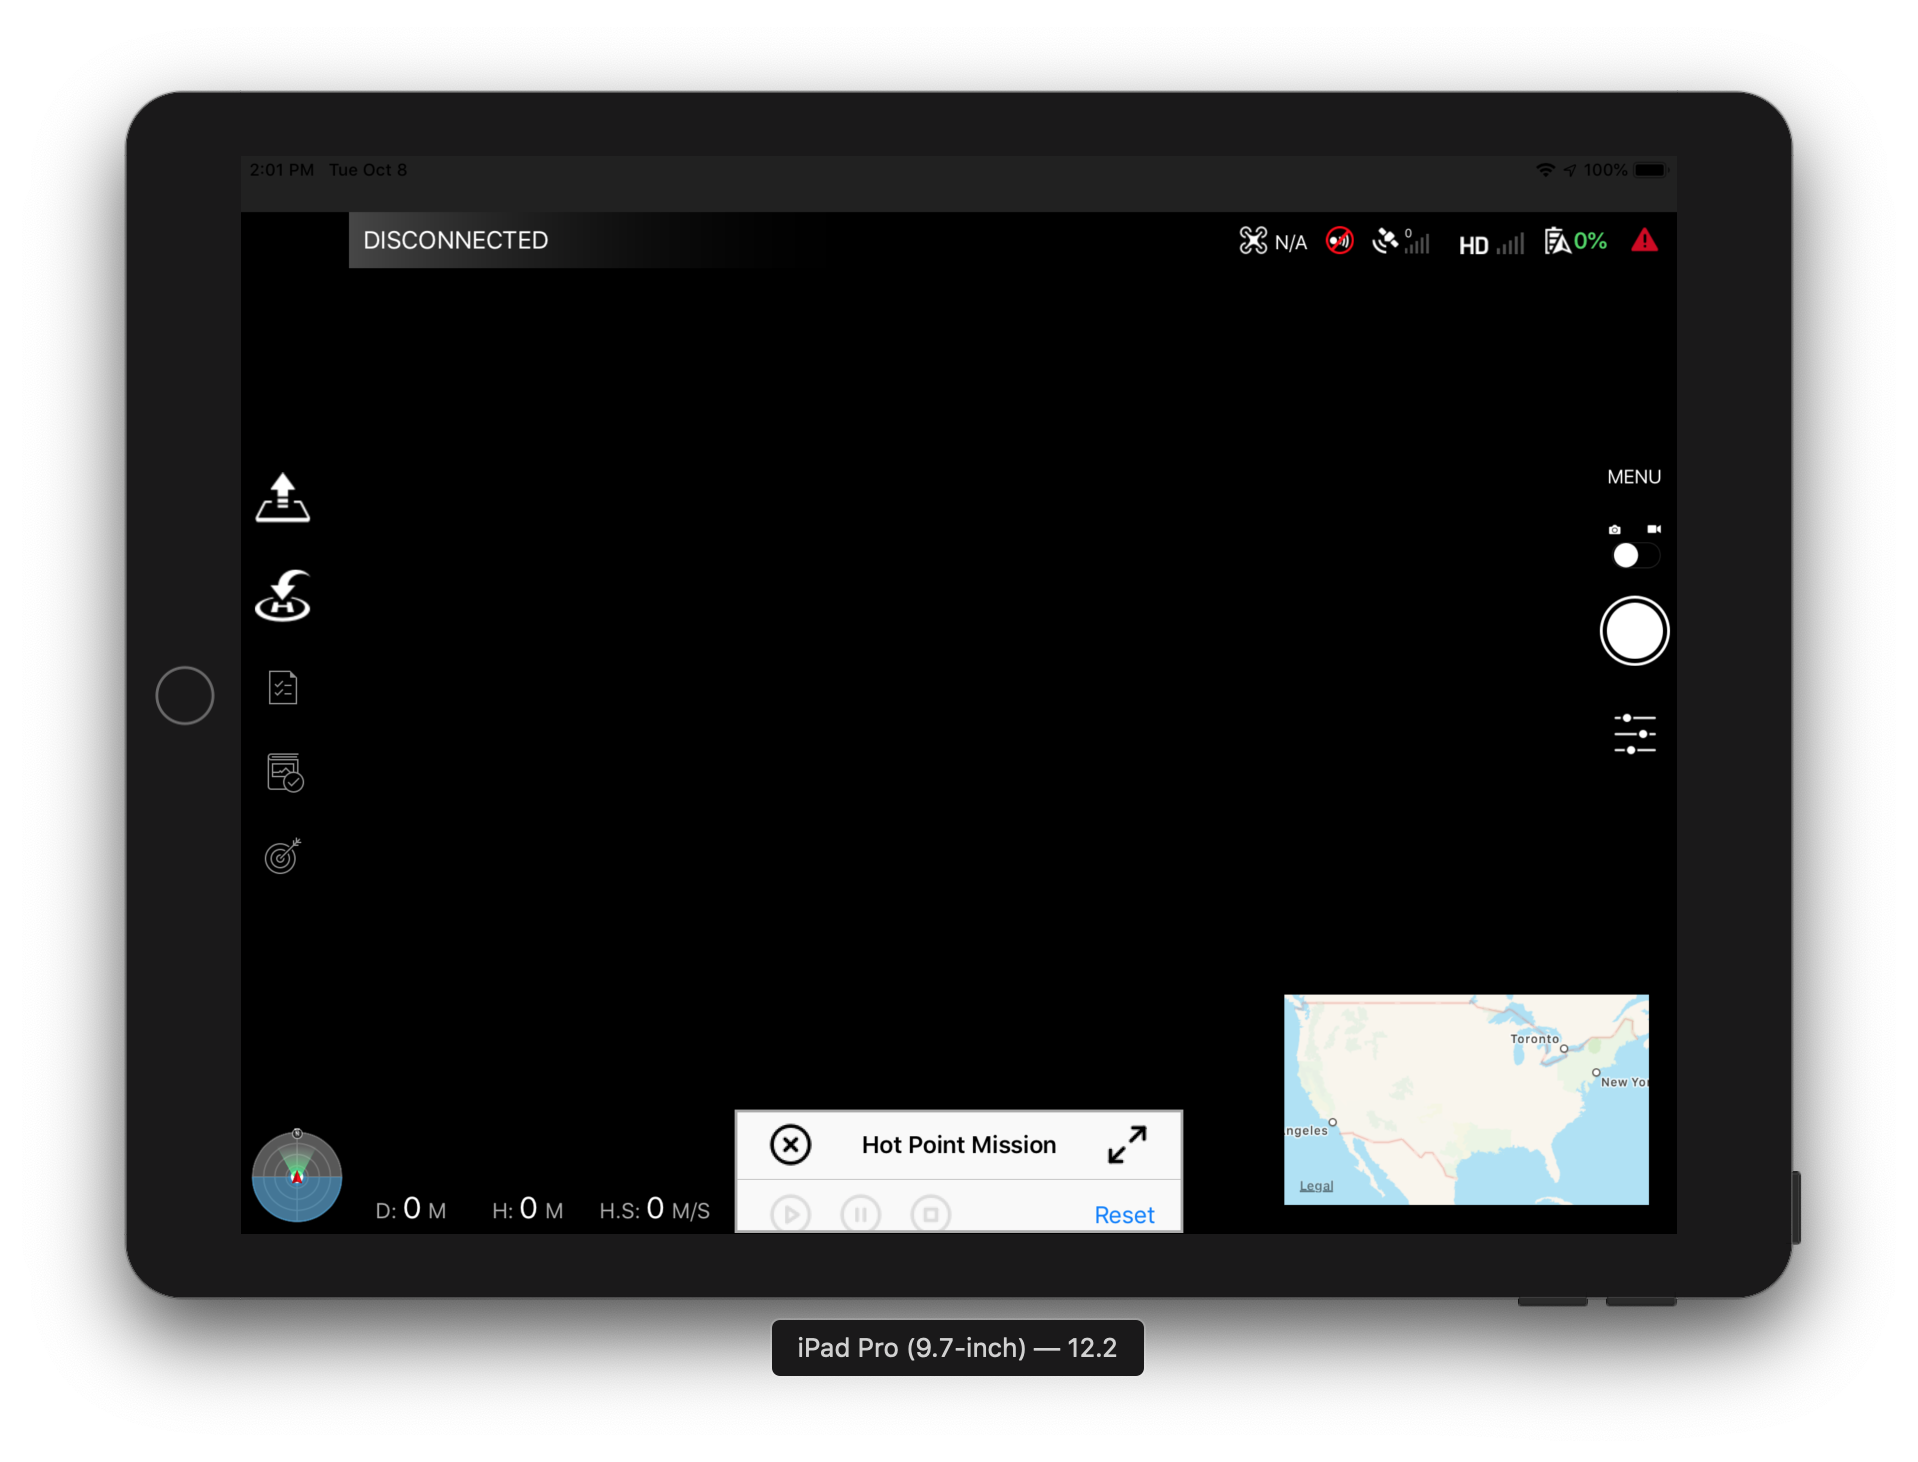 2:01 PM Tue Oct 8
100%
DISCONNECTED
N/A
0
HD
0%
MENU
H
Toronto
New Yor
ngeles
Legal
N
Hot Point Mission
D: 0 M
H: 0 M
H.S: 0 M/S
Reset
iPad Pro (9.7-inch) — 12.2